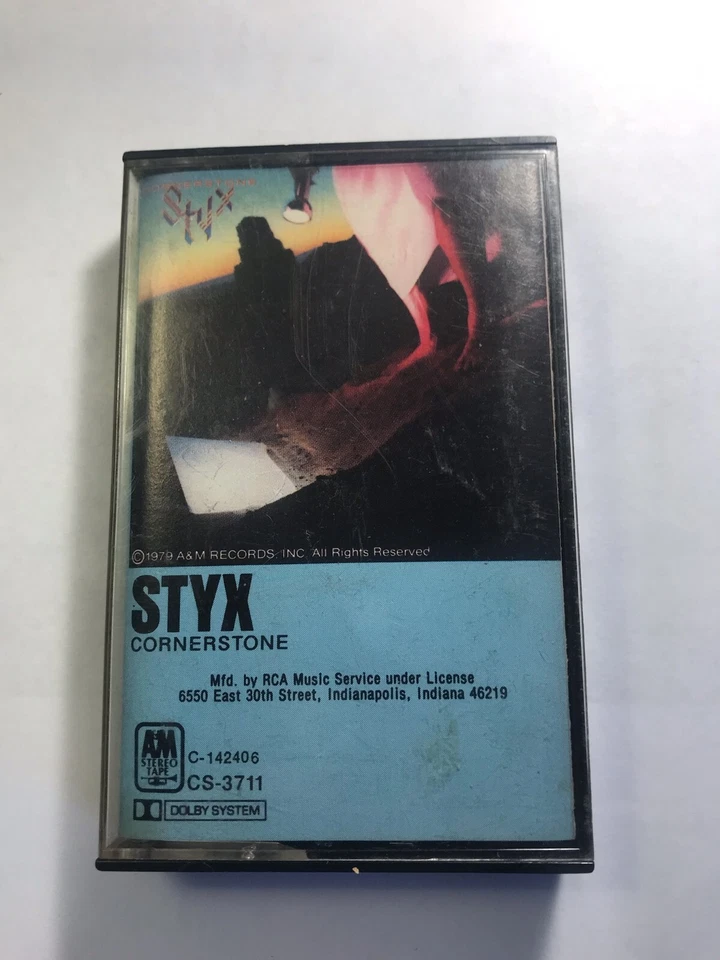 Styx
©1979 A&M RECORDS, INC. All Rights Reserved
STYX
CORNERSTONE
Mfd. by RCA Music Service under License
6550 East 30th Street, Indianapolis, Indiana 46219
A&M
STEREO
TAPE
C-142406
CS-3711
DOLBY SYSTEM